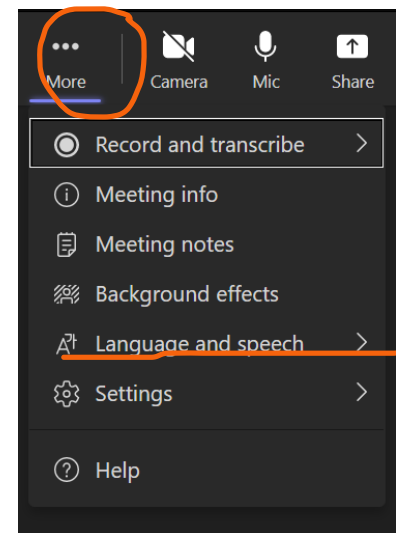 More Camera Mic Share
Record and transcribe
Meeting info
Meeting notes
Background effects
Language and speech
Settings
Help